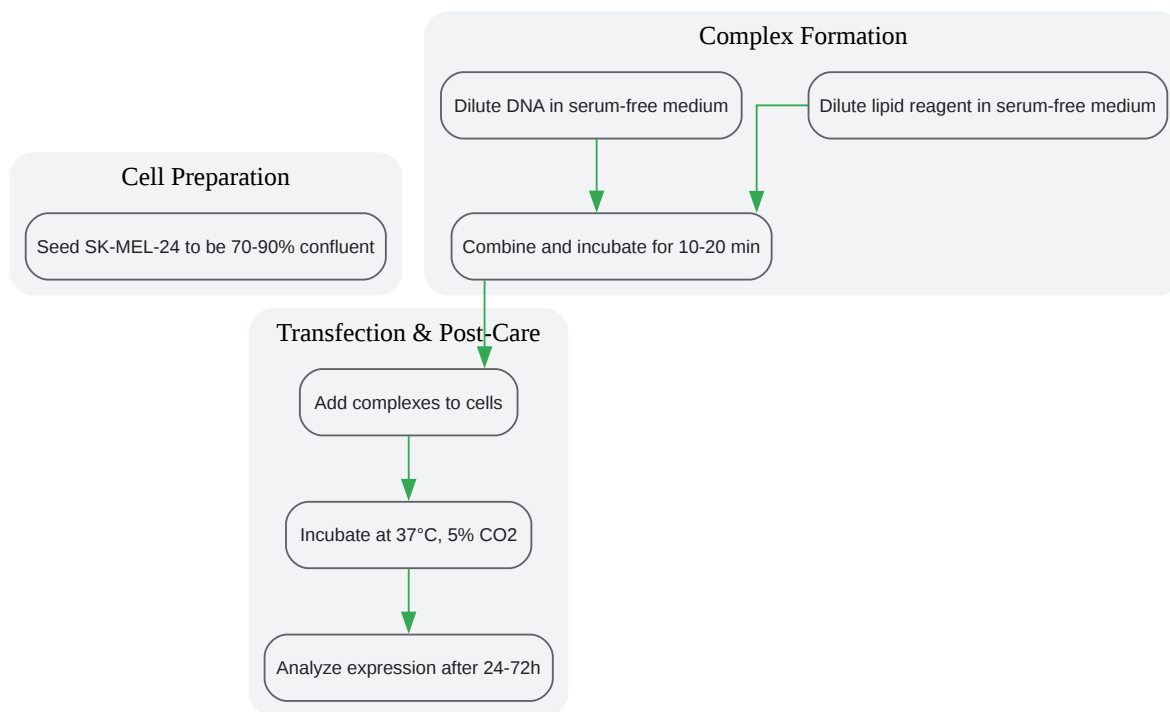 Complex Formation
Dilute DNA in serum-free medium
Dilute lipid reagent in serum-free medium
Cell Preparation
Seed SK-MEL-24 to be 70-90% confluent
Combine and incubate for 10-20 min
Transfection & Post-Care
Add complexes to cells
Incubate at 37°C, 5% CO2
Analyze expression after 24-72h